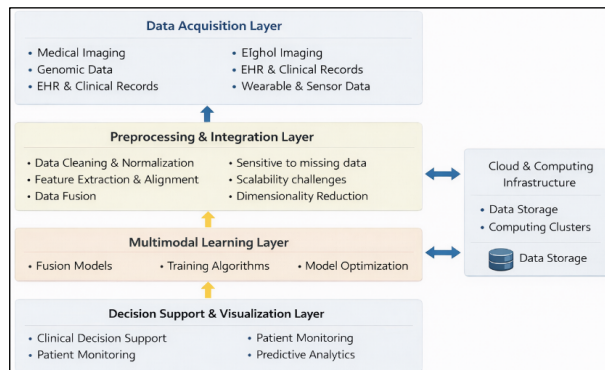 Data Acquisition Layer
• Medical Imaging
• Genomic Data
• EHR & Clinical Records
• Efghol Imaging
• EHR & Clinical Records
• Wearable & Sensor Data
Preprocessing & Integration Layer
• Data Cleaning & Normalization
• Feature Extraction & Alignment
• Data Fusion
• Sensitive to missing data
• Scalability challenges
• Dimensionality Reduction
Multimodal Learning Layer
• Fusion Models
• Training Algorithms
• Model Optimization
Decision Support & Visualization Layer
• Clinical Decision Support
• Patient Monitoring
• Patient Monitoring
• Predictive Analytics
Cloud & Computing
Infrastructure
• Data Storage
• Computing Clusters
Data Storage